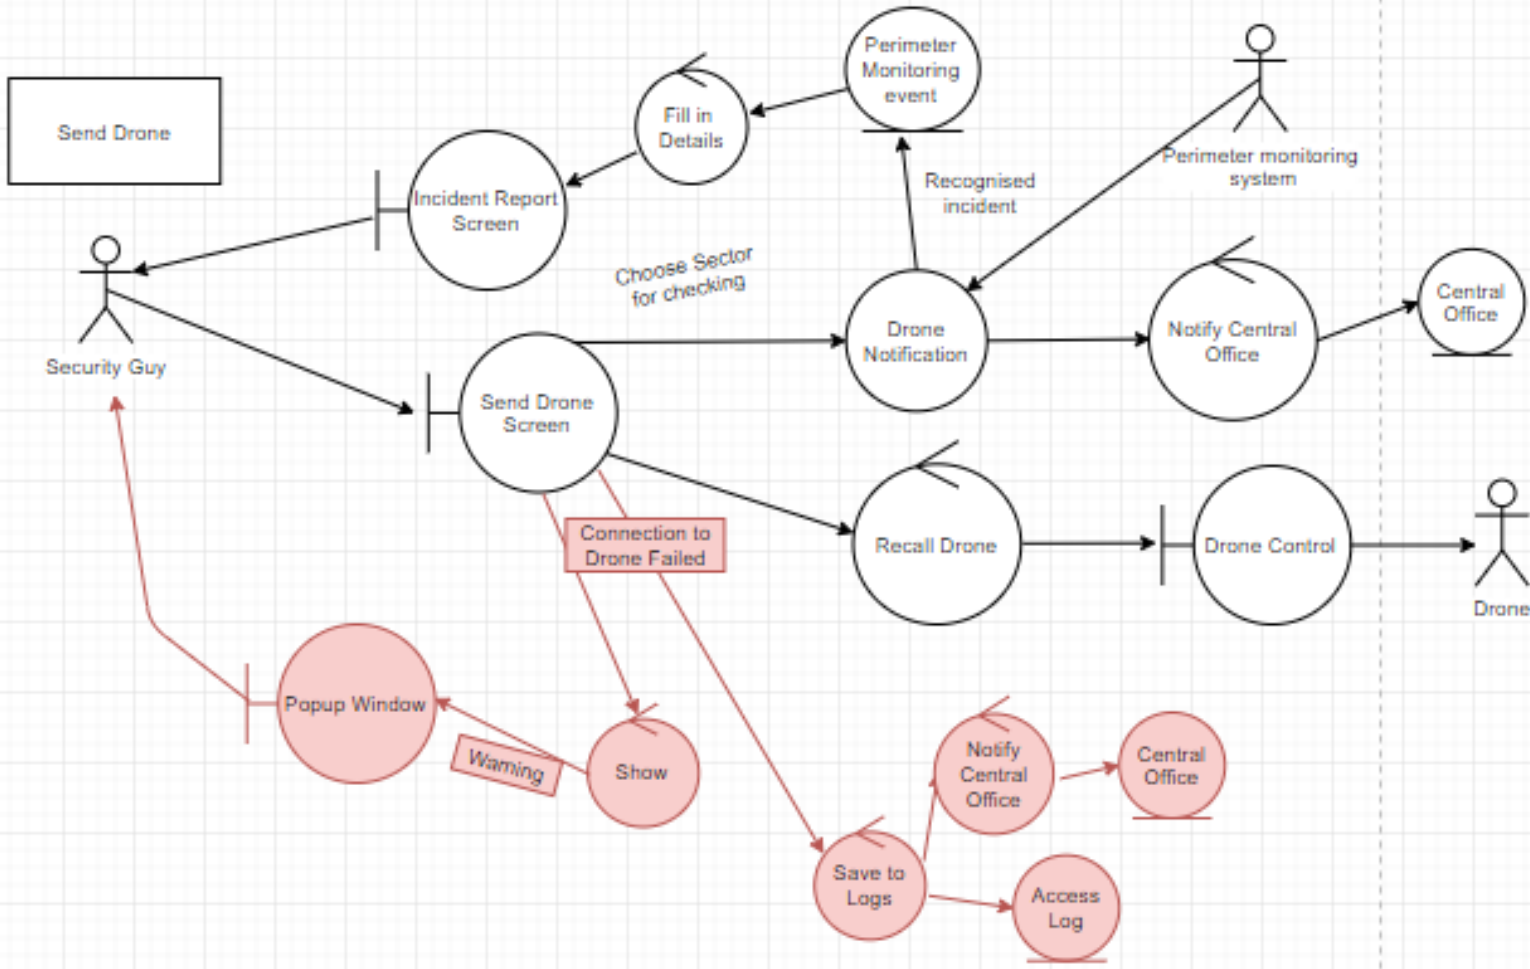 Send Drone
Perimeter
Monitoring
event
Fill in
Details
Incident Report
Screen
Perimeter monitoring
system
Recognised
incident
Choose Sector
for checking
Security Guy
Send Drone
Screen
Drone
Notification
Notify Central
Office
Central
Office
Connection to
Drone Failed
Recall Drone
Drone Control
Drone
Popup Window
Warning
Show
Notify
Central
Office
Central
Office
Save to
Logs
Access
Log